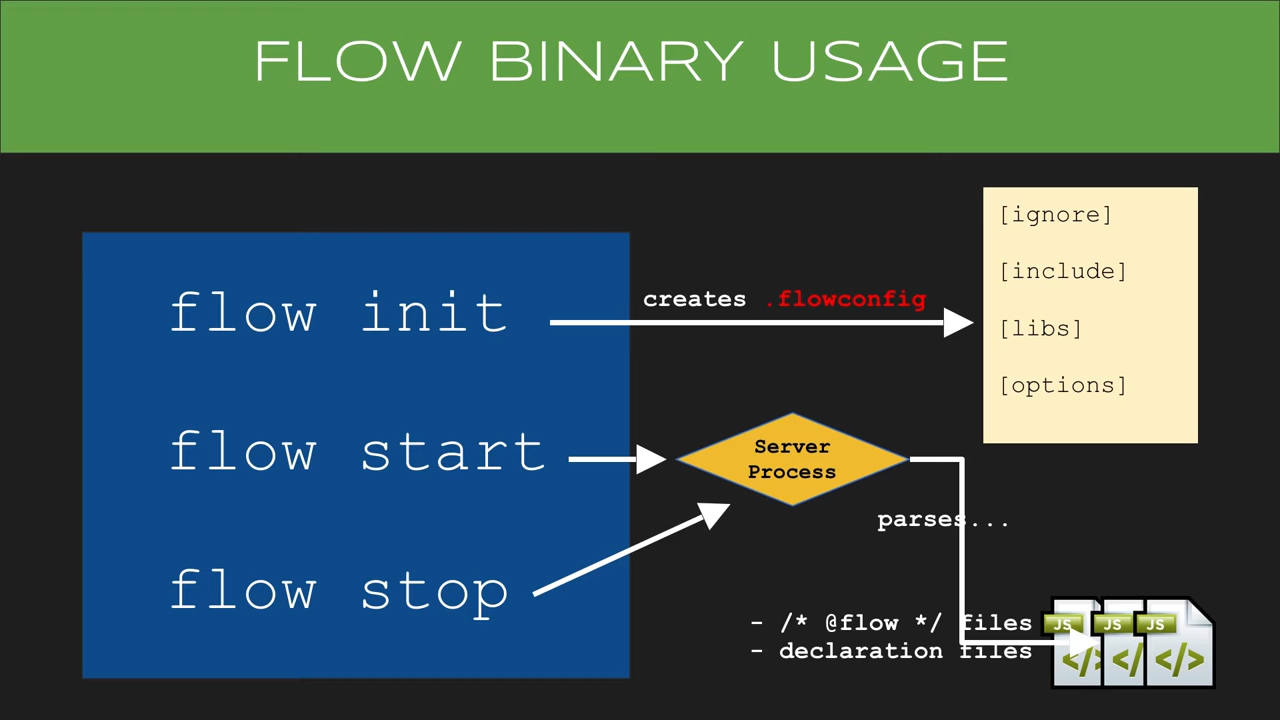 FLOW BINARY USAGE
flow init
creates .flowconfig
[ignore]
[include]
[libs]
[options]
flow start
Server
Process
parses...
flow stop
- /* @flow */ files
- declaration files
JS JS JS
</> </ </>